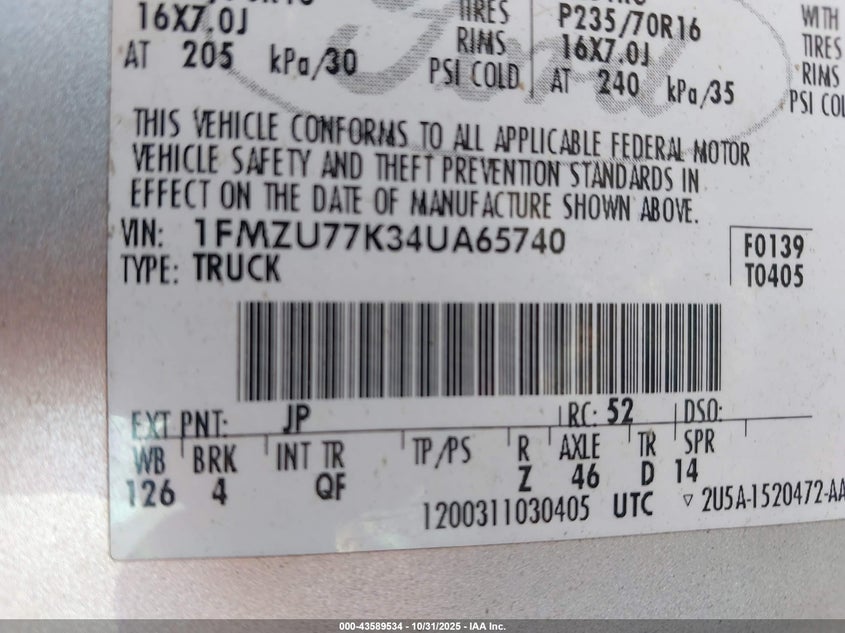 16X7.0J TIRES P235/70R16 WITH
AT 205 kPa/30 RIMS 16X7.0J TIRES
PSI COLD AT 240 kPa/35 RIMS
PSI COL
Ford
THIS VEHICLE CONFORMS TO ALL APPLICABLE FEDERAL MOTOR
VEHICLE SAFETY AND THEFT PREVENTION STANDARDS IN
EFFECT ON THE DATE OF MANUFACTURE SHOWN ABOVE.
VIN: 1FMZU77K34UA65740 F0139
TYPE: TRUCK T0405
EXT PNT: JP RC: 52 DSO:
WB BRK INT TR TP/PS R AXLE TR SPR
126 4 QF Z 46 D 14
1200311030405 UTC ▽ 2U5A-1520472-AA
000-43589534 - 10/31/2025 - IAA Inc.